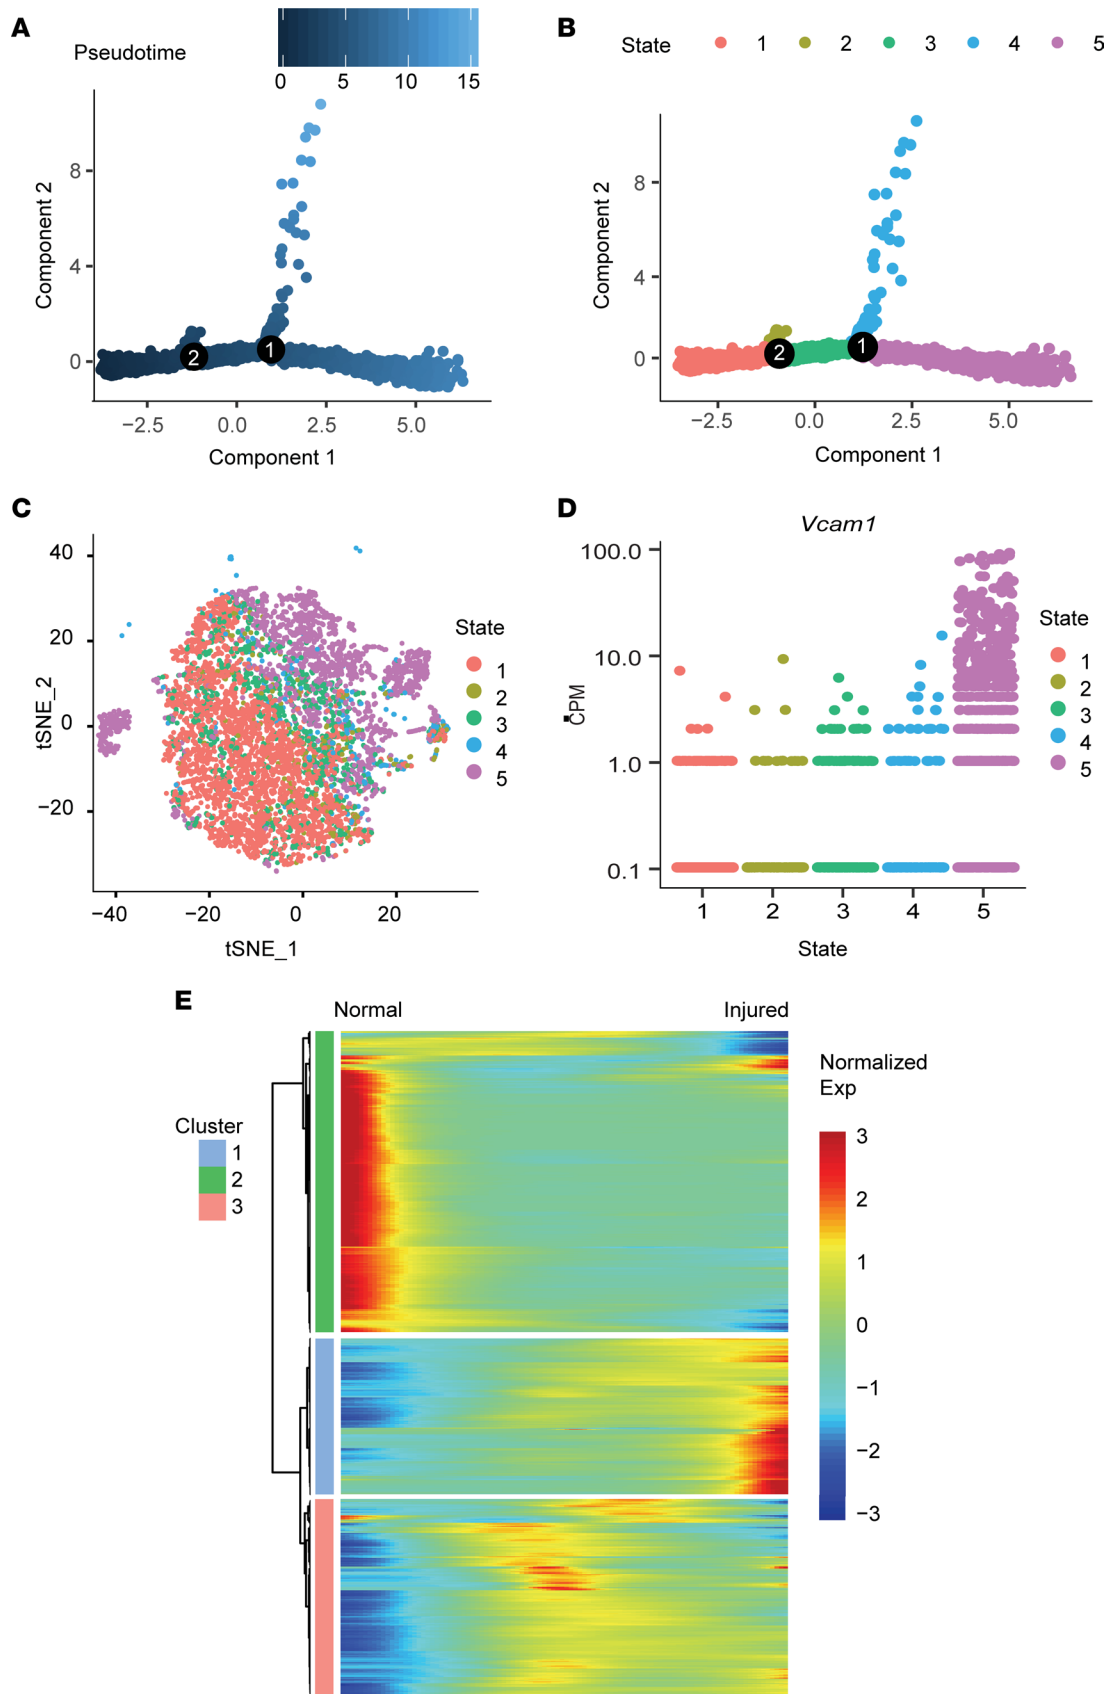 A
Pseudotime
0 5 10 15
Component 2
8
4
0
2 1
−2.5 0.0 2.5 5.0
Component 1
B
State 1 2 3 4 5
Component 2
8
4
0
2 1
−2.5 0.0 2.5 5.0
Component 1
C
tSNE_2
40
20
0
−20
−40 −20 0 20
tSNE_1
State
1
2
3
4
5
D
Vcam1
CPM
100.0
10.0
1.0
0.1
1 2 3 4 5
State
State
1
2
3
4
5
E
Normal Injured
Cluster
1
2
3
Normalized
Exp
3
2
1
0
−1
−2
−3